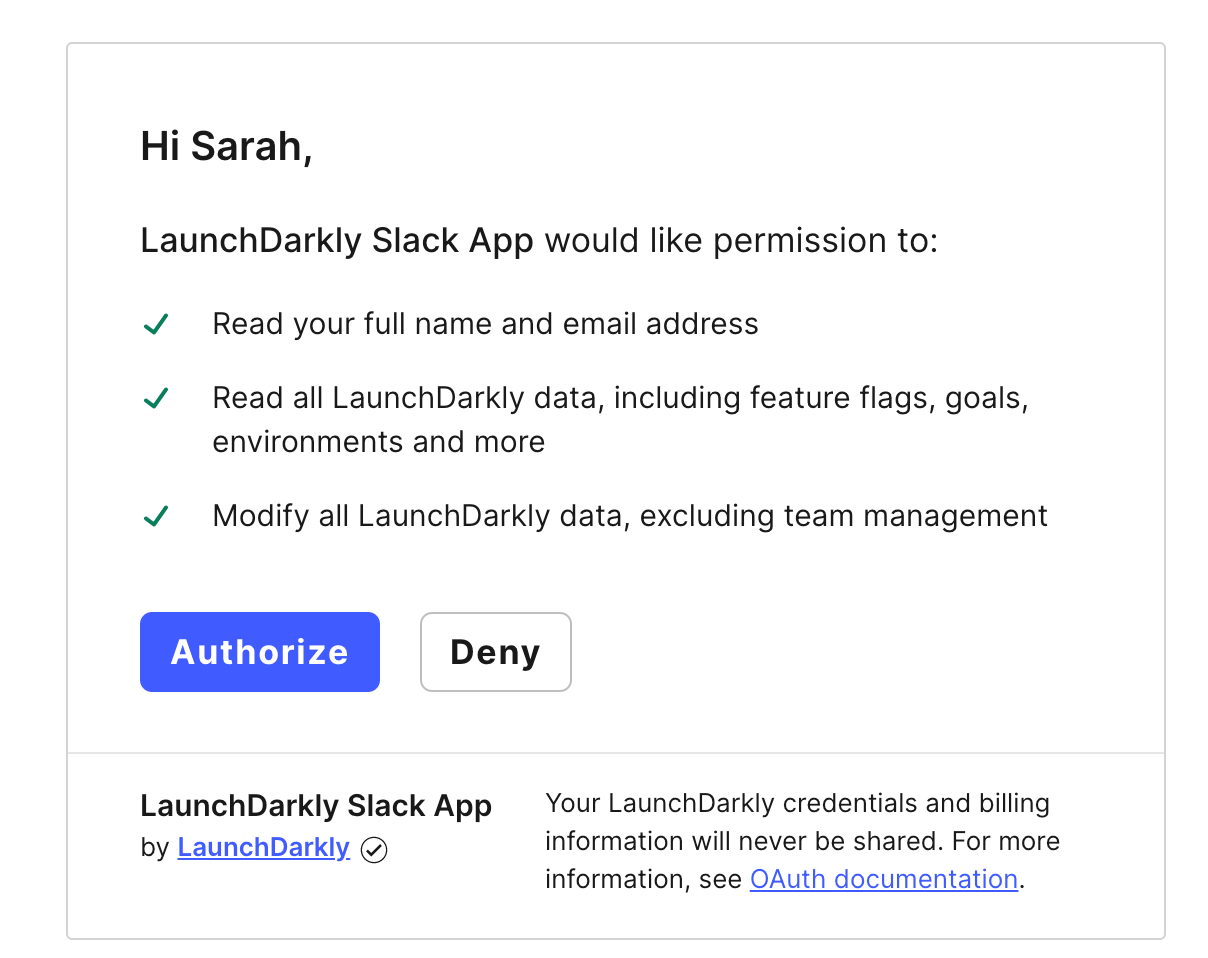 Hi Sarah,
LaunchDarkly Slack App would like permission to:
Read your full name and email address
Read all LaunchDarkly data, including feature flags, goals,
environments and more
Modify all LaunchDarkly data, excluding team management
Authorize
Deny
LaunchDarkly Slack App
by LaunchDarkly
Your LaunchDarkly credentials and billing
information will never be shared. For more
information, see OAuth documentation.